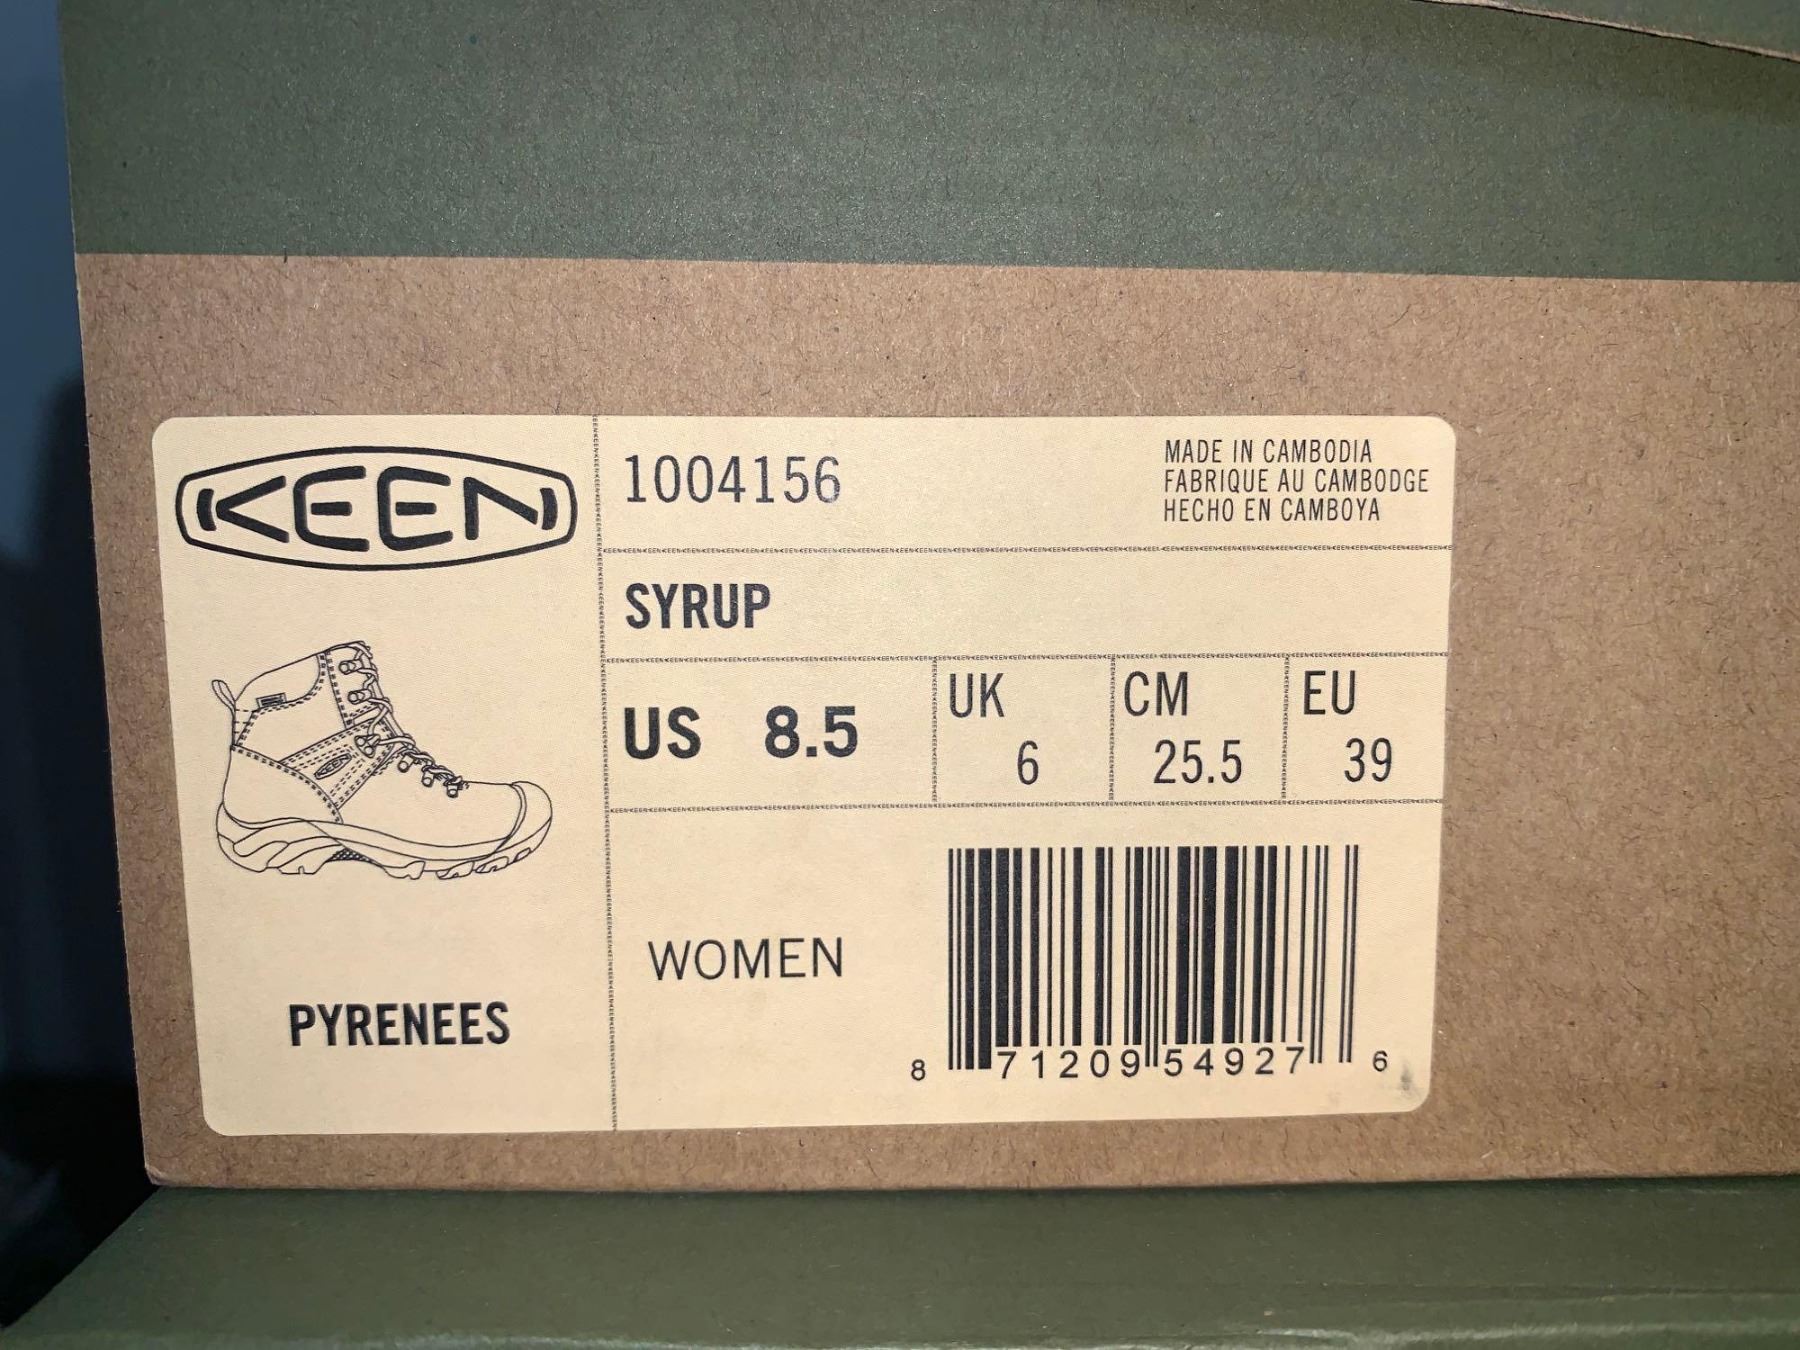 KEEN
1004156
MADE IN CAMBODIA
FABRIQUE AU CAMBODGE
HECHO EN CAMBOYA
SYRUP
US 8.5
UK 6
CM 25.5
EU 39
KEEN
PYRENEES
WOMEN
8 71209 54927 6